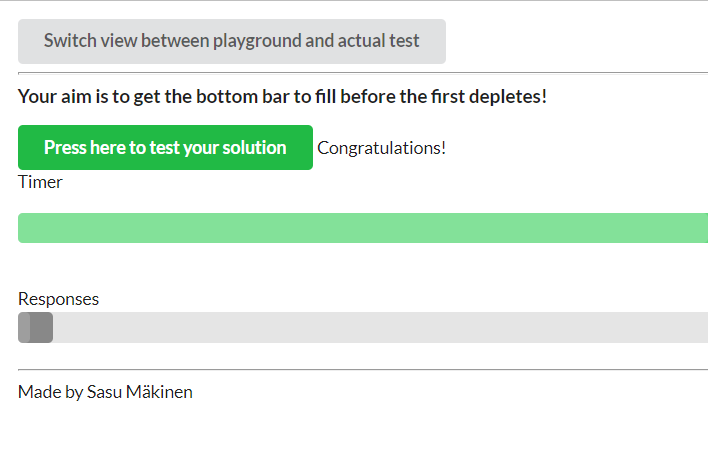 Switch view between playground and actual test
Your aim is to get the bottom bar to fill before the first depletes!
Press here to test your solution Congratulations!
Timer
Responses
Made by Sasu Mäkinen